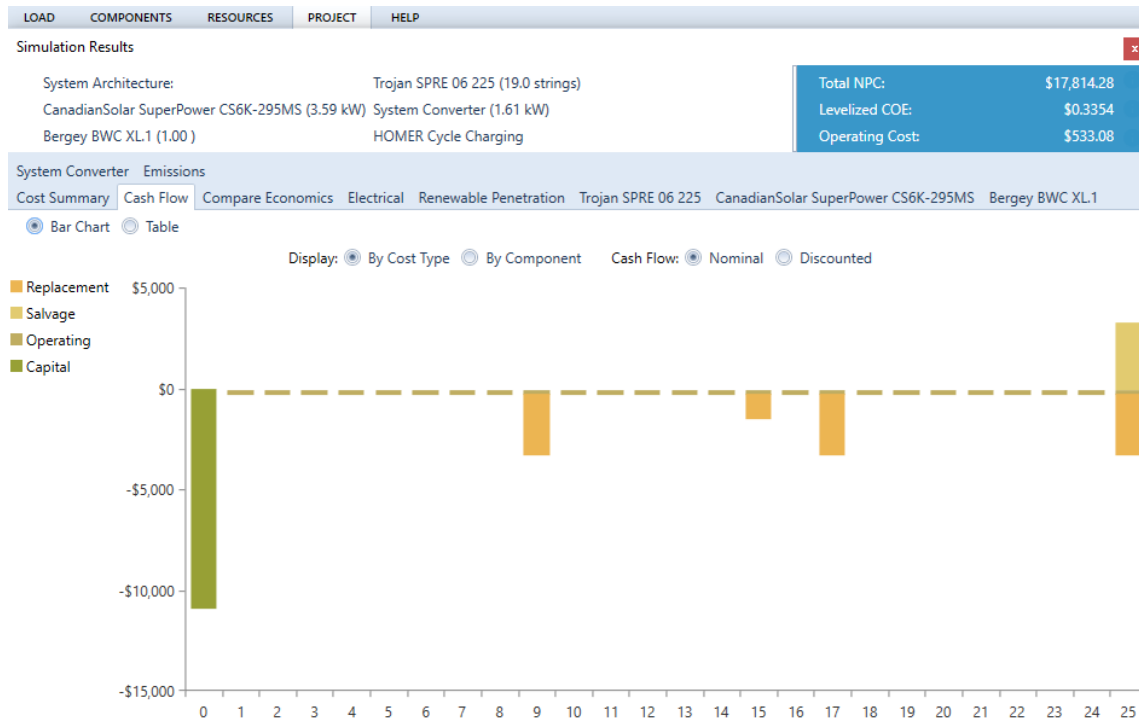 LOAD COMPONENTS RESOURCES PROJECT HELP
Simulation Results x
System Architecture: Trojan SPRE 06 225 (19.0 strings) Total NPC: $17,814.28
CanadianSolar SuperPower CS6K-295MS (3.59 kW) System Converter (1.61 kW) Levelized COE: $0.3354
Bergey BWC XL.1 (1.00 ) HOMER Cycle Charging Operating Cost: $533.08
System Converter Emissions
Cost Summary Cash Flow Compare Economics Electrical Renewable Penetration Trojan SPRE 06 225 CanadianSolar SuperPower CS6K-295MS Bergey BWC XL.1
Bar Chart Table
Display: By Cost Type By Component Cash Flow: Nominal Discounted
Replacement $5,000
Salvage
Operating
Capital
$0
-$5,000
-$10,000
-$15,000
0 1 2 3 4 5 6 7 8 9 10 11 12 13 14 15 16 17 18 19 20 21 22 23 24 25